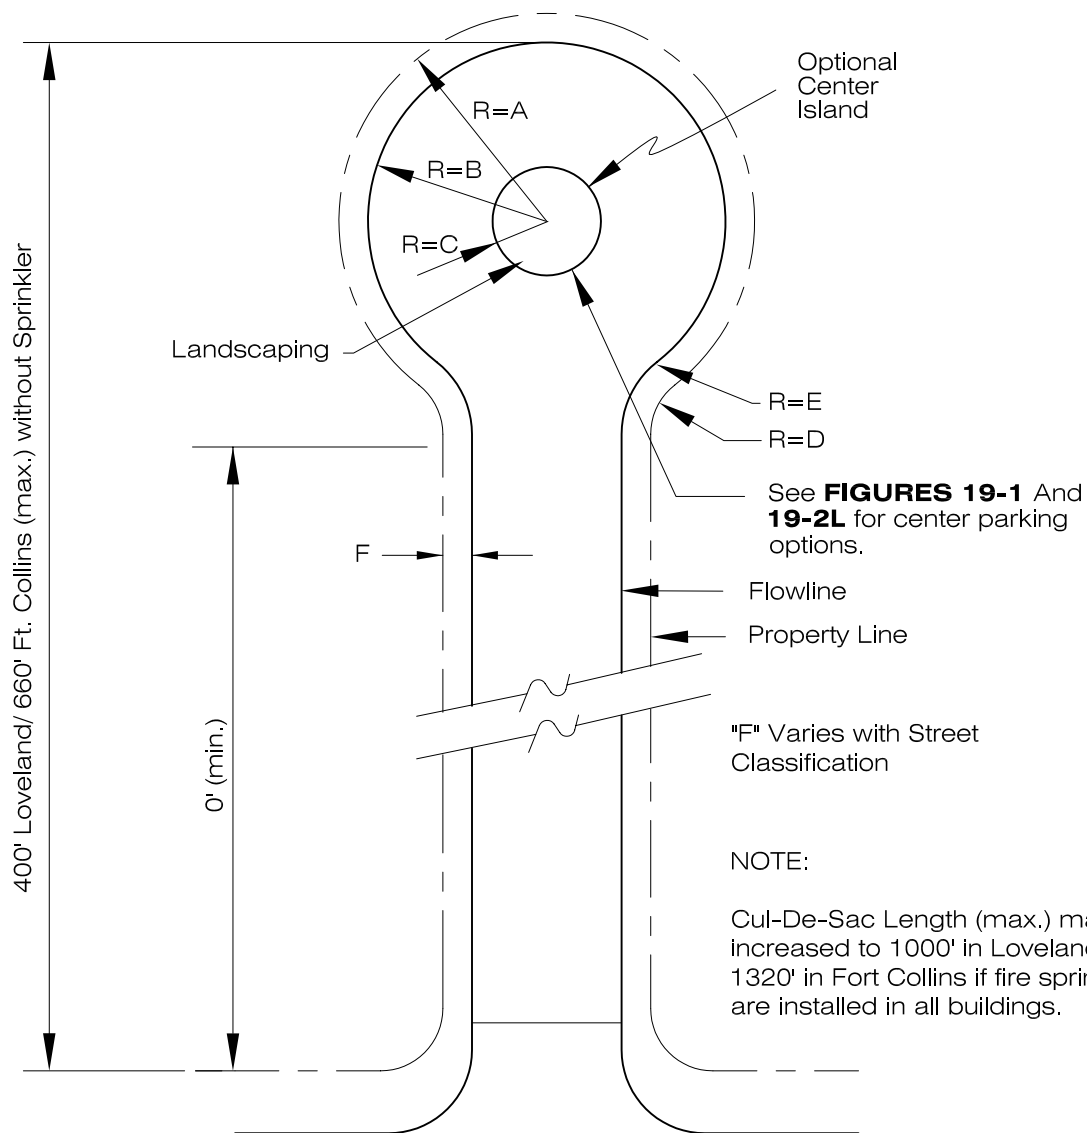 Optional
Center
Island
R=A
R=B
R=C
Landscaping
R=E
R=D
See FIGURES 19-1 And
19-2L for center parking
options.
F
Flowline
Property Line
400' Loveland/ 660' Ft. Collins (max.) without Sprinkler
0' (min.)
"F" Varies with Street
Classification
NOTE:
Cul-De-Sac Length (max.)
increased to 1000' in
1320' in Fort Collins if fire
are installed in all buildings.